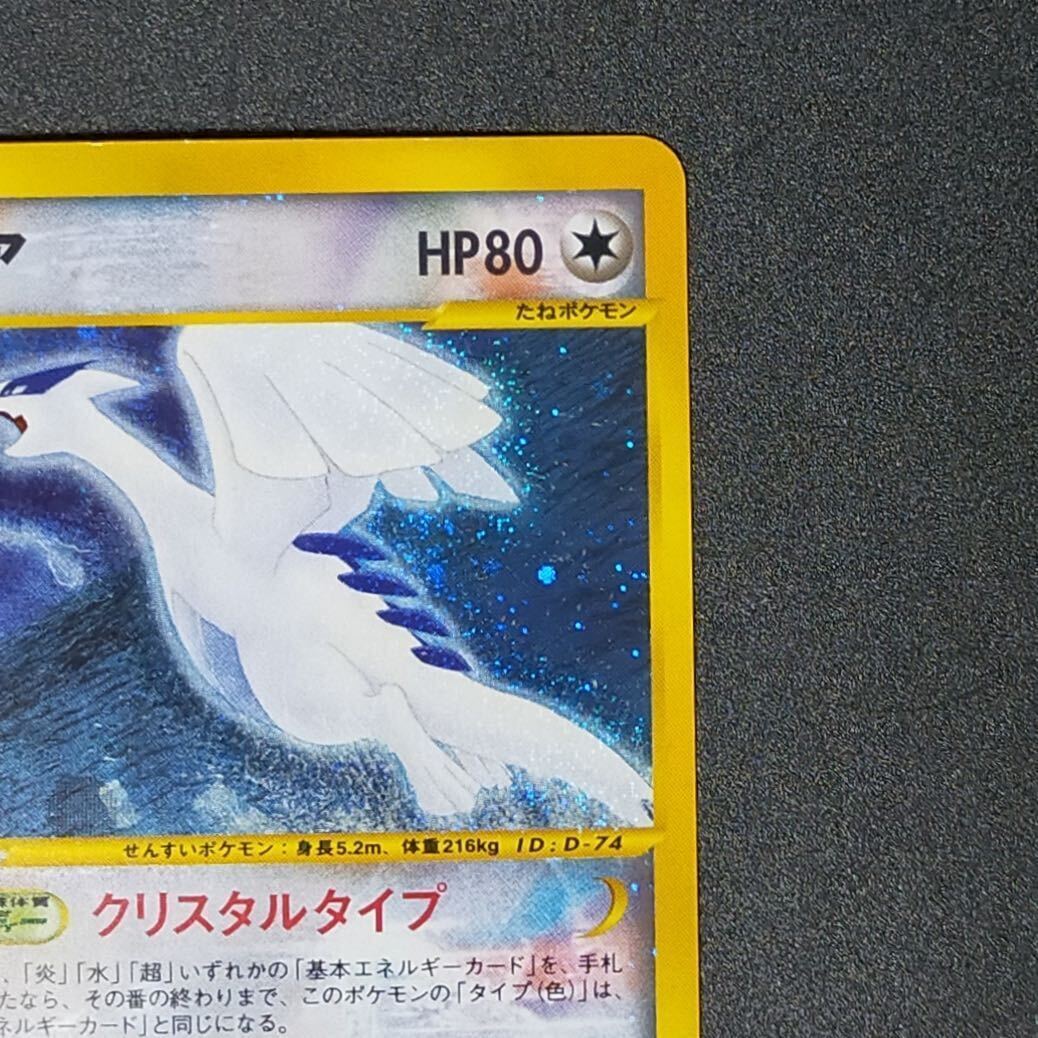 ア HP80
たねポケモン
せんすいポケモン：身長5.2m、体重216kg ID:D-74
クリスタルタイプ
、「炎」「水」「超」いずれかの「基本エネルギーカード」を、手札
たなら、その番の終わりまで、このポケモンの「タイプ(色)」は、
ネルギーカード」と同じになる。